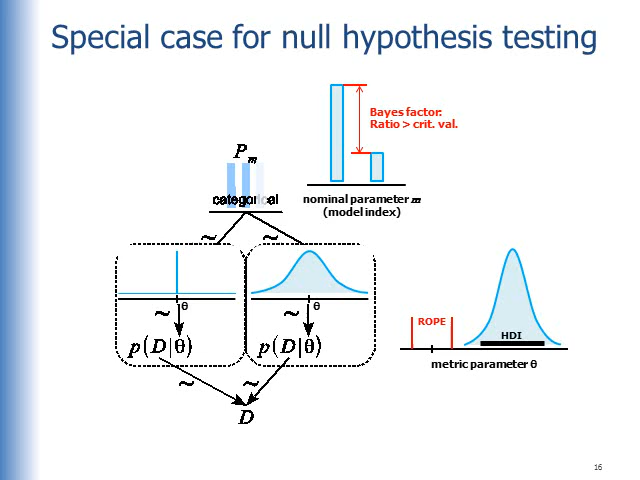 Special case for null hypothesis testing
Bayes factor:
Ratio > crit. val.
P m
categorical
nominal parameter m
(model index)
~ ~
θ θ
~ ~
p(D|θ) p(D|θ)
~ ~
D
ROPE
HDI
metric parameter θ
16